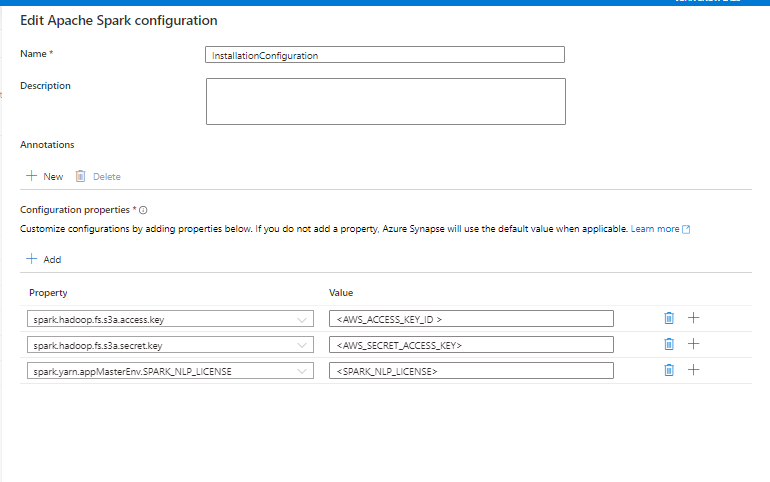 Edit Apache Spark configuration
Name *
InstallationConfiguration
Description
Annotations
New Delete
Configuration properties *
Customize configurations by adding properties below. If you do not add a property, Azure Synapse will use the default value when applicable. Learn more
Add
Property Value
spark.hadoop.fs.s3a.access.key <AWS_ACCESS_KEY_ID >
spark.hadoop.fs.s3a.secret.key <AWS_SECRET_ACCESS_KEY>
spark.yarn.appMasterEnv.SPARK_NLP_LICENSE <SPARK_NLP_LICENSE>